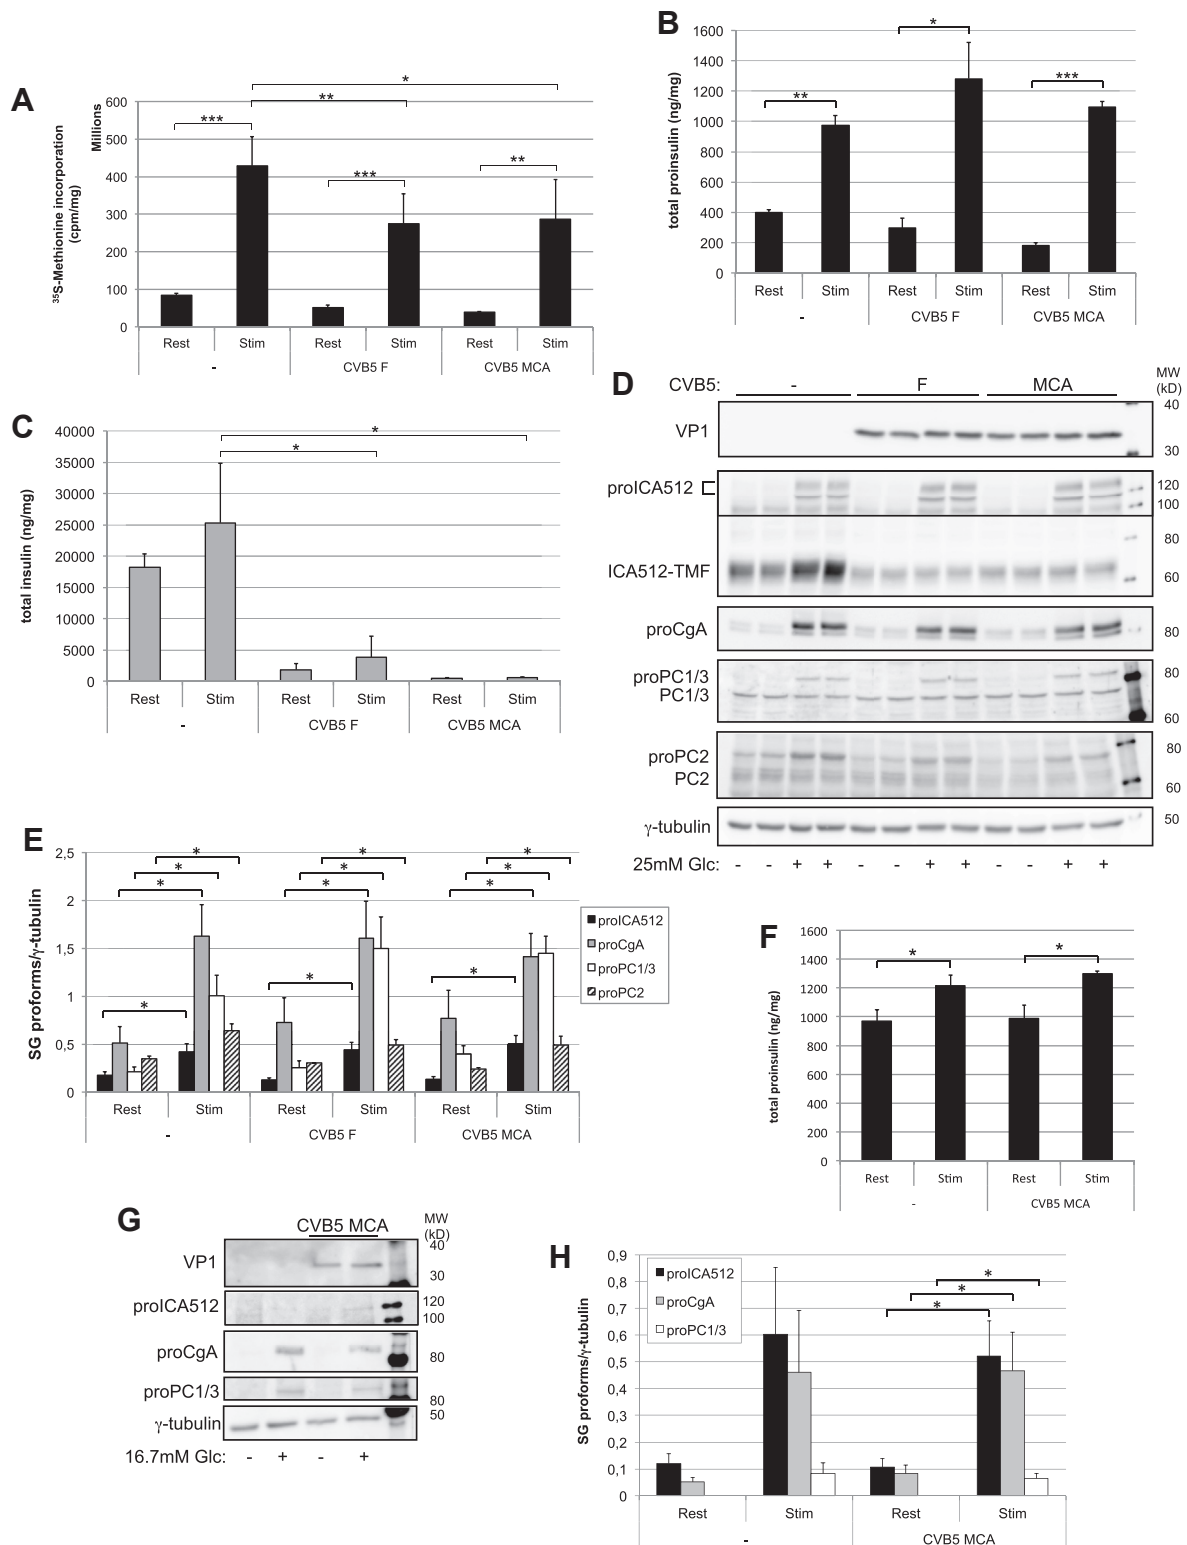 A
Millions
³⁵S-Methionine incorporation
(cpm/mg)
600
500
400
300
200
100
0
***
**
*
***
**
Rest Stim Rest Stim Rest Stim
- CVB5 F CVB5 MCA
B
total proinsulin (ng/mg)
1600
1400
1200
1000
800
600
400
200
0
**
*
***
Rest Stim Rest Stim Rest Stim
- CVB5 F CVB5 MCA
C
total insulin (ng/mg)
40000
35000
30000
25000
20000
15000
10000
5000
0
*
*
Rest Stim Rest Stim Rest Stim
- CVB5 F CVB5 MCA
D
CVB5: - F MCA
MW
(kD)
VP1
40
30
proICA512
120
100
ICA512-TMF
80
60
proCgA
80
proPC1/3
PC1/3
80
60
proPC2
PC2
80
60
γ-tubulin
50
25mM Glc: - - + + - - + + - - + +
E
SG proforms/γ-tubulin
2,5
2
1,5
1
0,5
0
* * *
* * *
* * *
* * *
proICA512
proCgA
proPC1/3
proPC2
Rest Stim Rest Stim Rest Stim
- CVB5 F CVB5 MCA
F
total proinsulin (ng/mg)
1600
1400
1200
1000
800
600
400
200
0
* *
Rest Stim Rest Stim
- CVB5 MCA
G
CVB5 MCA
MW
(kD)
VP1
40
30
proICA512
120
100
proCgA
80
proPC1/3
80
γ-tubulin
50
16.7mM Glc: - + - +
H
SG proforms/γ-tubulin
0,9
0,8
0,7
0,6
0,5
0,4
0,3
0,2
0,1
0
proICA512
proCgA
proPC1/3
*
*
*
Rest Stim Rest Stim
- CVB5 MCA